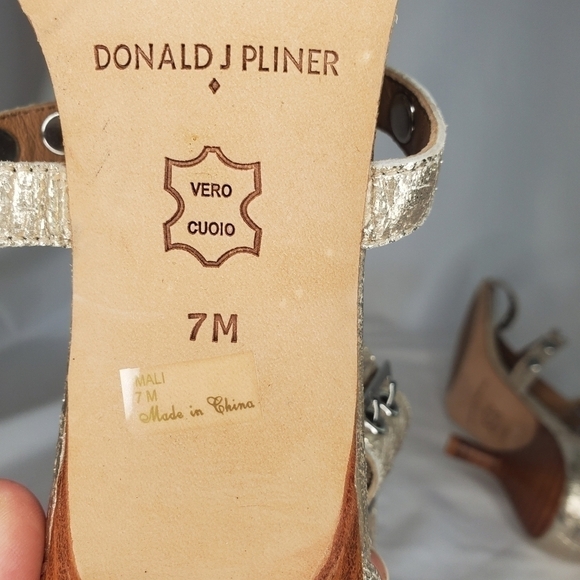 DONALD J PLINER
VERO
CUOIO
7M
MALI
7 M
Made in China